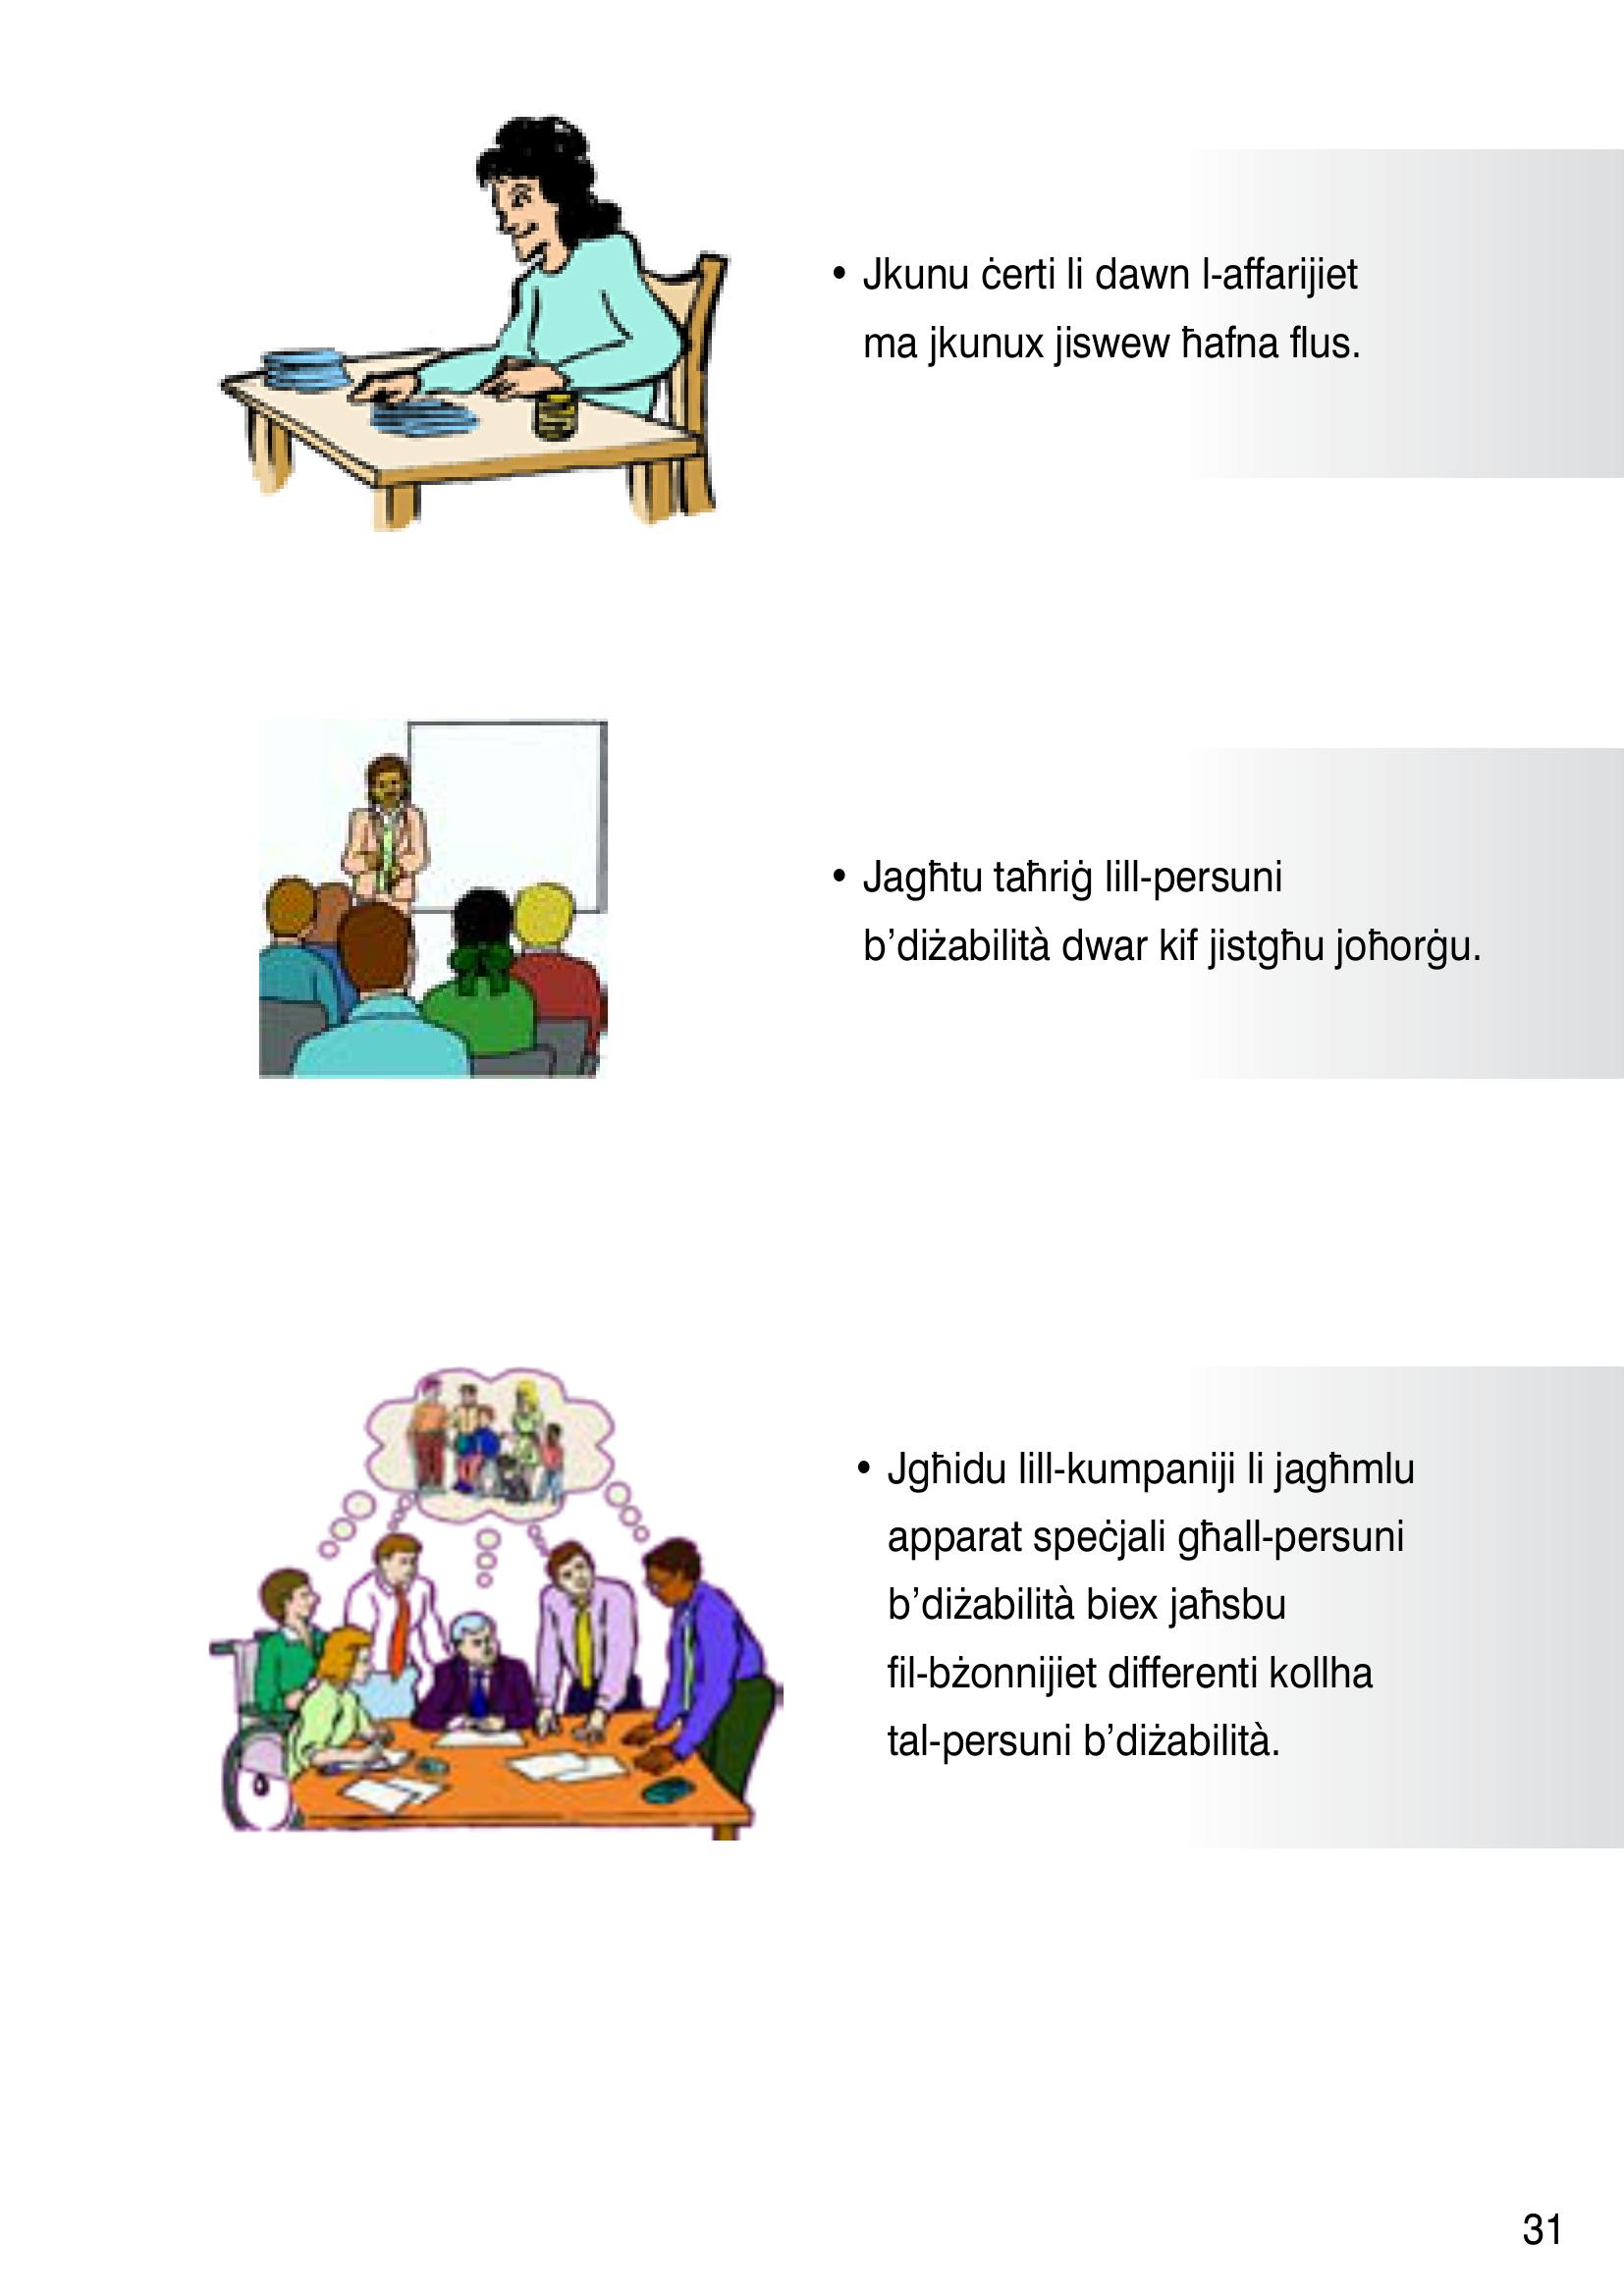 • Jkunu ċerti li dawn l-affarijiet
ma jkunux jiswew ħafna flus.
• Jagħtu taħriġ lill-persuni
b’diżabilità dwar kif jistgħu joħorġu.
• Jgħidu lill-kumpaniji li jagħmlu
apparat speċjali għall-persuni
b’diżabilità biex jaħsbu
fil-bżonnijiet differenti kollha
tal-persuni b’diżabilità.
31